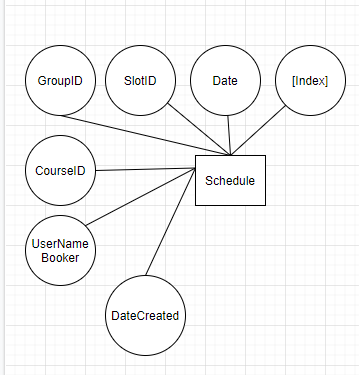 GroupID
SlotID
Date
[Index]
CourseID
Schedule
UserName
Booker
DateCreated